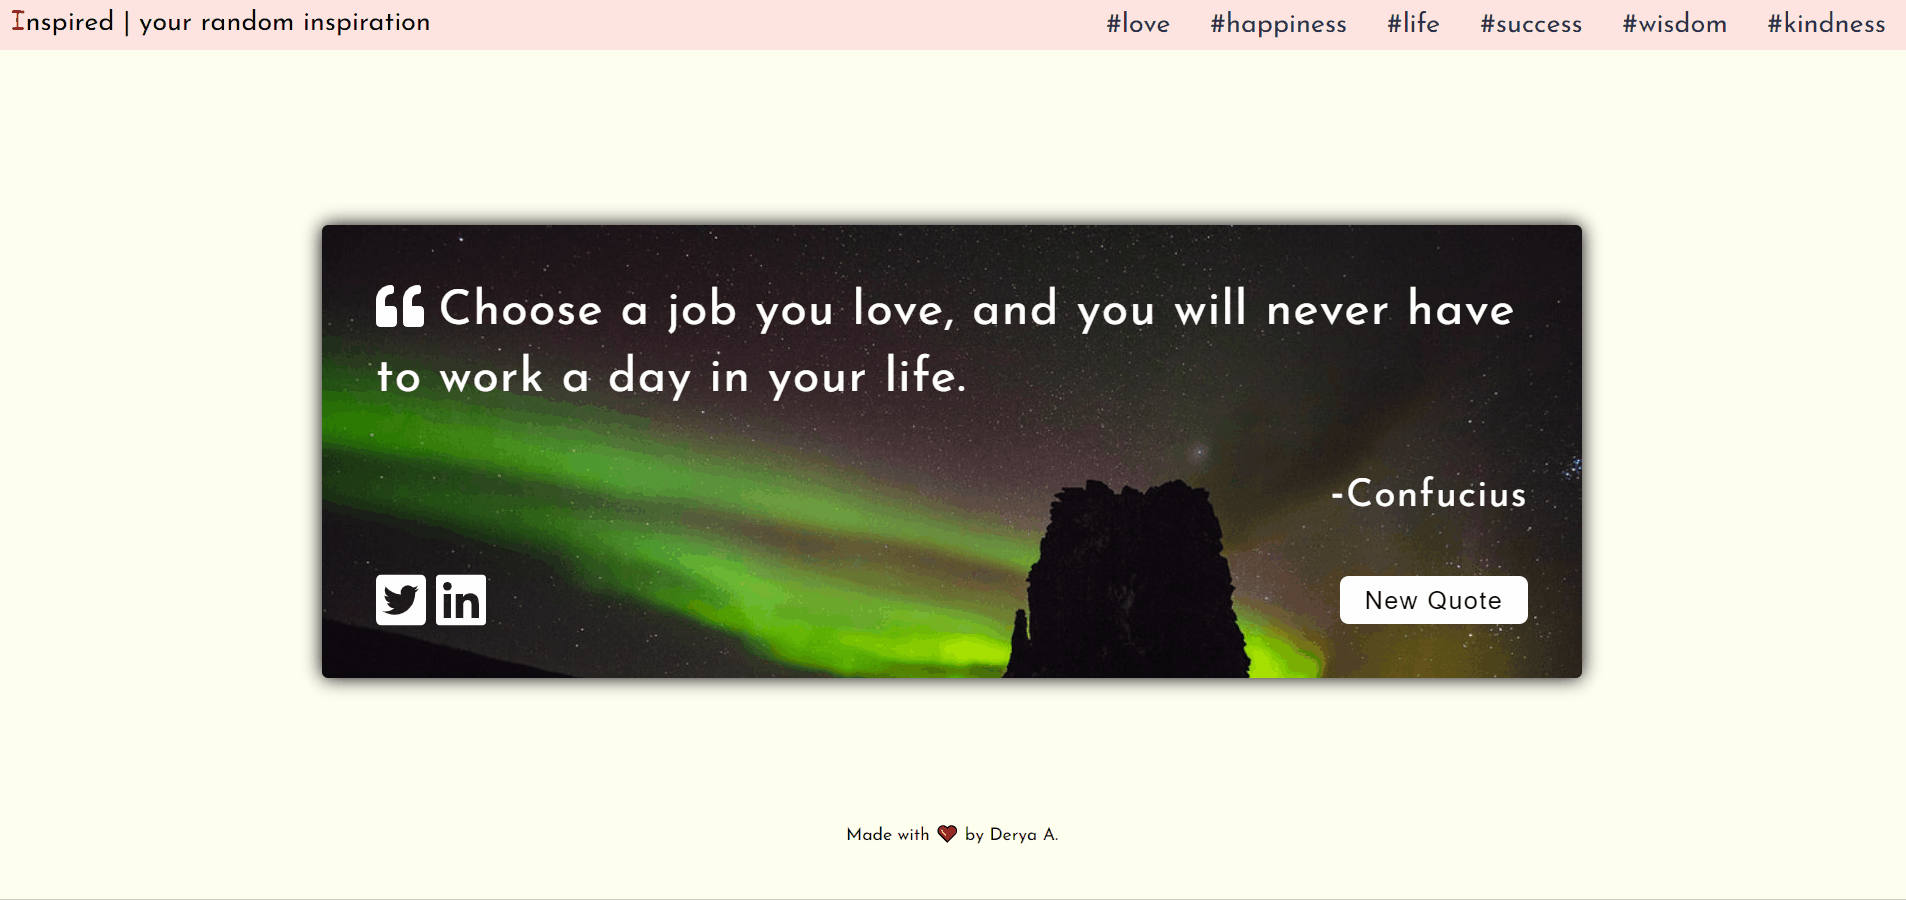 Inspired | your random inspiration
#love #happiness #life #success #wisdom #kindness
Choose a job you love, and you will never have
to work a day in your life.
-Confucius
in
New Quote
Made with by Derya A.